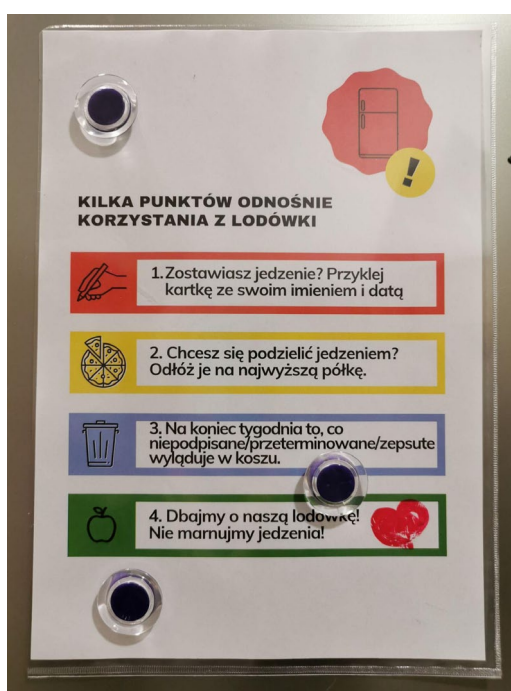 KILKA PUNKTÓW ODNOŚNIE
KORZYSTANIA Z LODÓWKI
1. Zostawiasz jedzenie? Przyklej
kartkę ze swoim imieniem i datą
2. Chcesz się podzielić jedzeniem?
Odłóż je na najwyższą półkę.
3. Na koniec tygodnia to, co
niepodpisane/przeterminowane/zepsute
wyląduje w koszu.
4. Dbajmy o naszą lodówkę!
Nie marnujmy jedzenia!